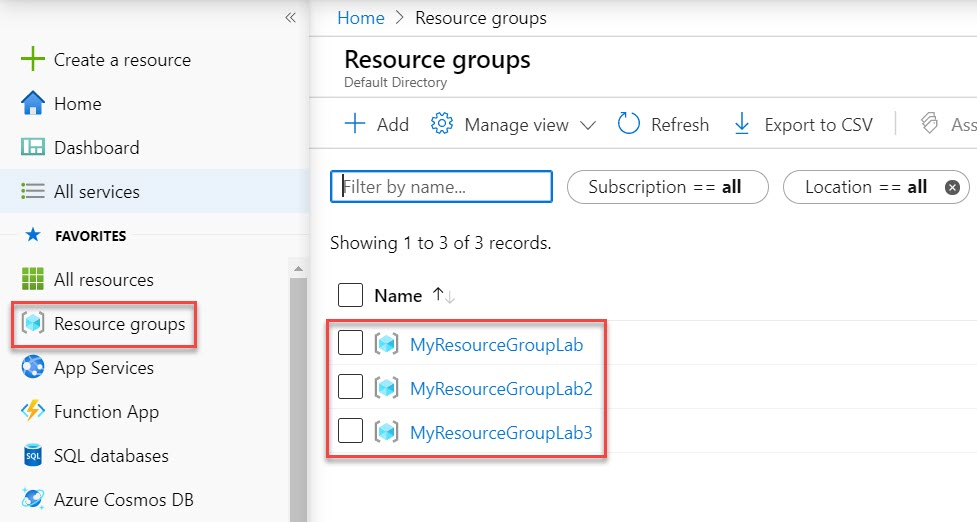 «
Create a resource
Home
Dashboard
All services
FAVORITES
All resources
Resource groups
App Services
Function App
SQL databases
Azure Cosmos DB
Home > Resource groups
Resource groups
Default Directory
Add Manage view Refresh Export to CSV Ass
Filter by name... Subscription == all Location == all
Showing 1 to 3 of 3 records.
Name ↑↓
MyResourceGroupLab
MyResourceGroupLab2
MyResourceGroupLab3